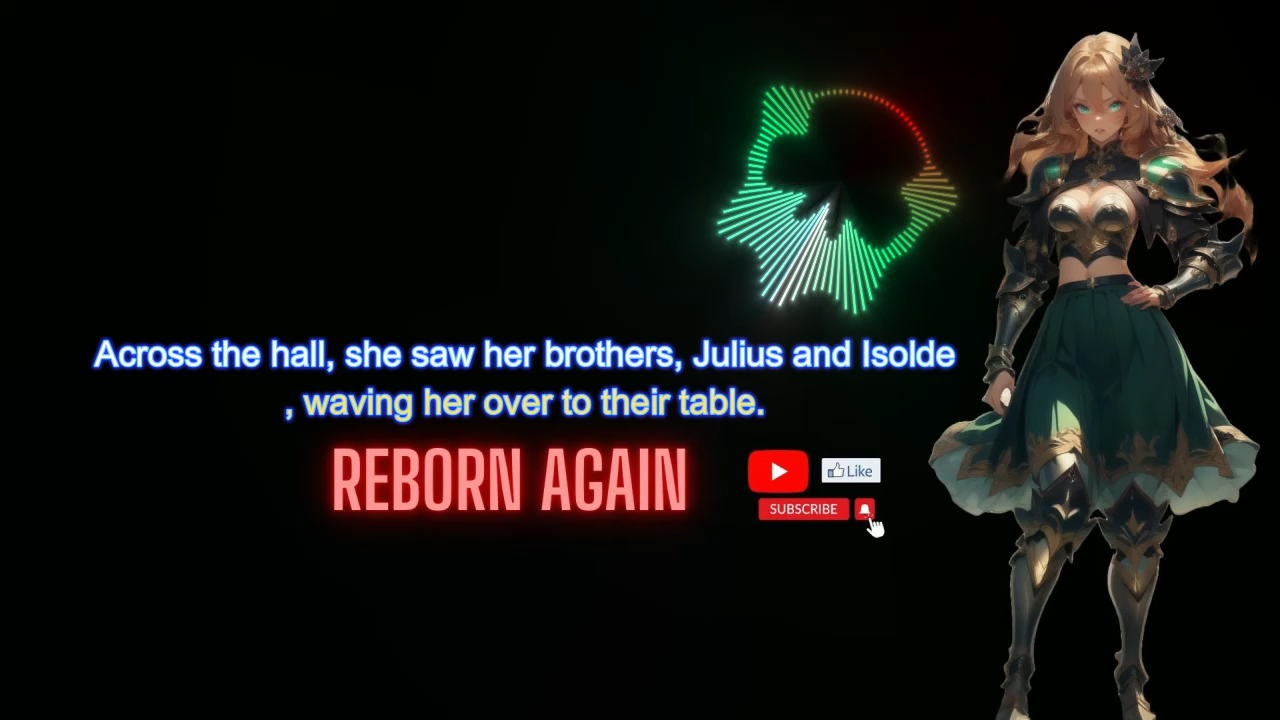 Across the hall, she saw her brothers, Julius and Isolde
, waving her over to their table.
REBORN AGAIN
Like
SUBSCRIBE